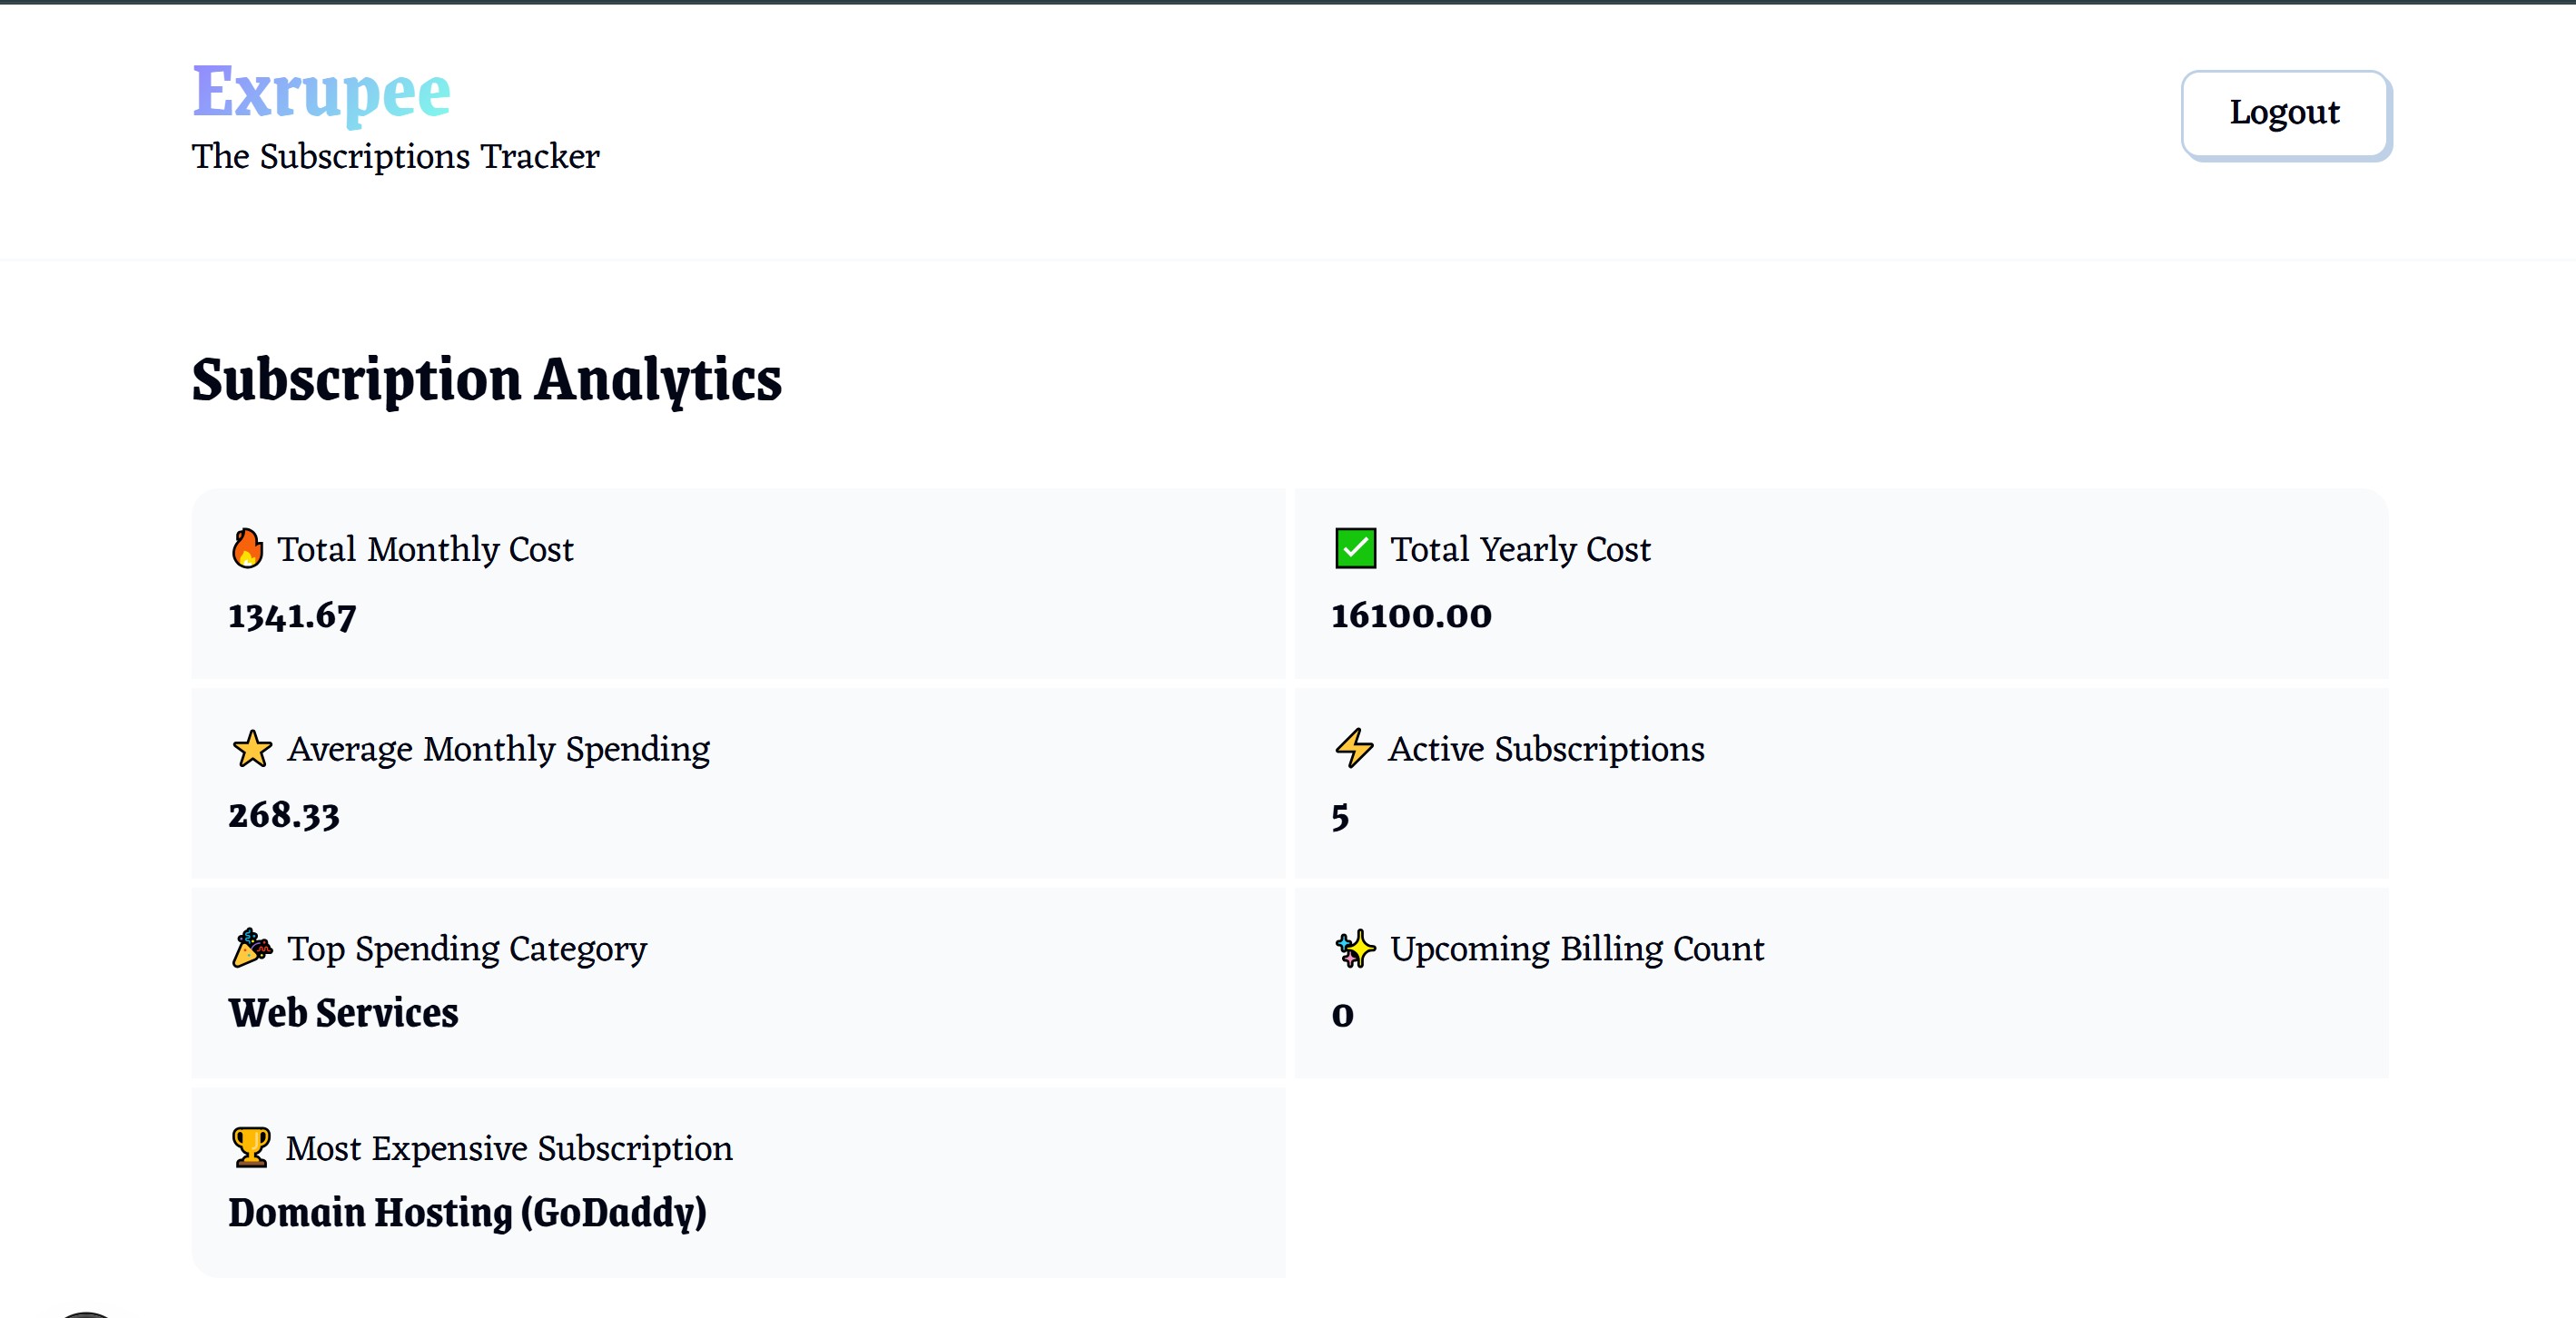 Exrupee
The Subscriptions Tracker
Logout
Subscription Analytics
🔥 Total Monthly Cost
1341.67
✅ Total Yearly Cost
16100.00
⭐ Average Monthly Spending
268.33
⚡ Active Subscriptions
5
🎉 Top Spending Category
Web Services
✨ Upcoming Billing Count
0
🏆 Most Expensive Subscription
Domain Hosting (GoDaddy)